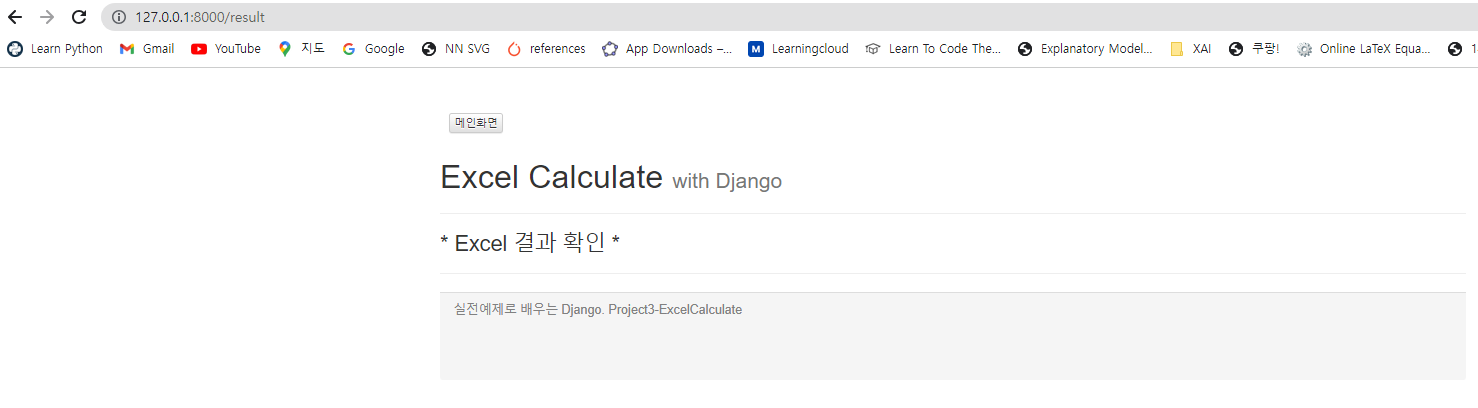 127.0.0.1:8000/result
Learn Python Gmail YouTube 지도 Google NN SVG references App Downloads –... Learningcloud Learn To Code The... Explanatory Model... XAI 쿠팡! Online LaTeX Equa...
메인화면
Excel Calculate with Django
* Excel 결과 확인 *
실전예제로 배우는 Django. Project3-ExcelCalculate